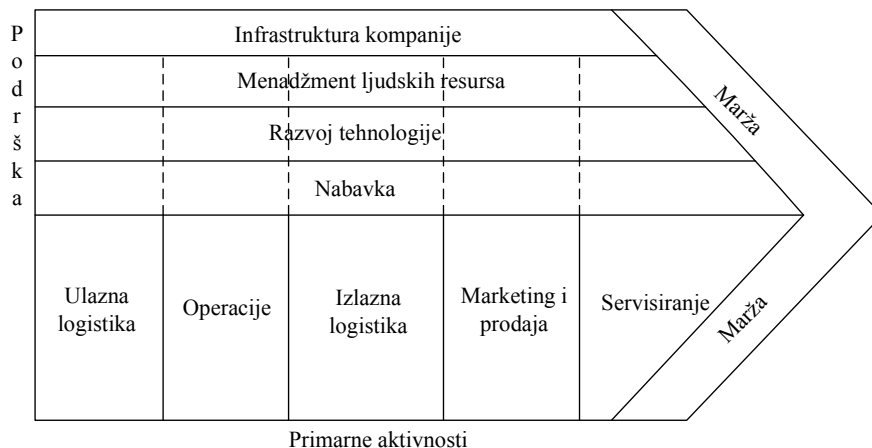 Podrška
Infrastruktura kompanije
Menadžment ljudskih resursa
Razvoj tehnologije
Nabavka
Marža
Ulazna
logistika
Operacije
Izlazna
logistika
Marketing i
prodaja
Servisiranje
Marža
Primarne aktivnosti